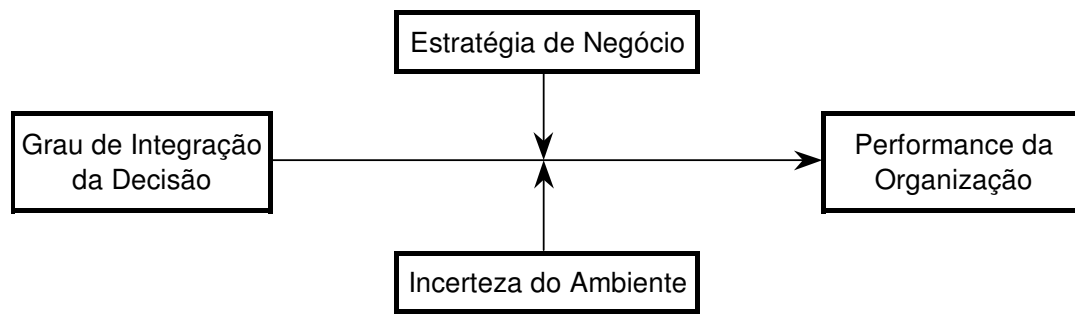 Estratégia de Negócio
Grau de Integração
da Decisão
Performance da
Organização
Incerteza do Ambiente